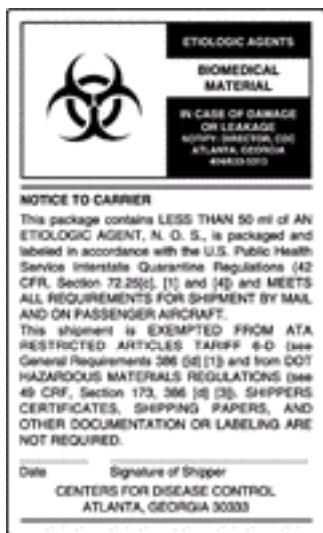 ETIOLOGIC AGENTS
BIOMEDICAL
MATERIAL
IN CASE OF DAMAGE
OR LEAKAGE
NOTIFY: DIRECTOR, CDC
ATLANTA, GEORGIA
NOTICE TO CARRIER
This package contains LESS THAN 50 ml of AN
ETIOLOGIC AGENT, N. O. S., is packaged and
labeled in accordance with the U.S. Public Health
Service Interstate Quarantine Regulations (42
CFR, Section 72.25[c], [1] and [4]) and MEETS
ALL REQUIREMENTS FOR SHIPMENT BY MAIL
AND ON PASSENGER AIRCRAFT.
This shipment is EXEMPTED FROM ATA
RESTRICTED ARTICLES TARIFF 6-D (see
General Requirements 386 [(d] [1]) and from DOT
HAZARDOUS MATERIALS REGULATIONS (see
49 CRF, Section 173, 386 [d] [3]). SHIPPERS
CERTIFICATES, SHIPPING PAPERS, AND
OTHER DOCUMENTATION OR LABELING ARE
NOT REQUIRED.
Date Signature of Shipper
CENTERS FOR DISEASE CONTROL
ATLANTA, GEORGIA 30333